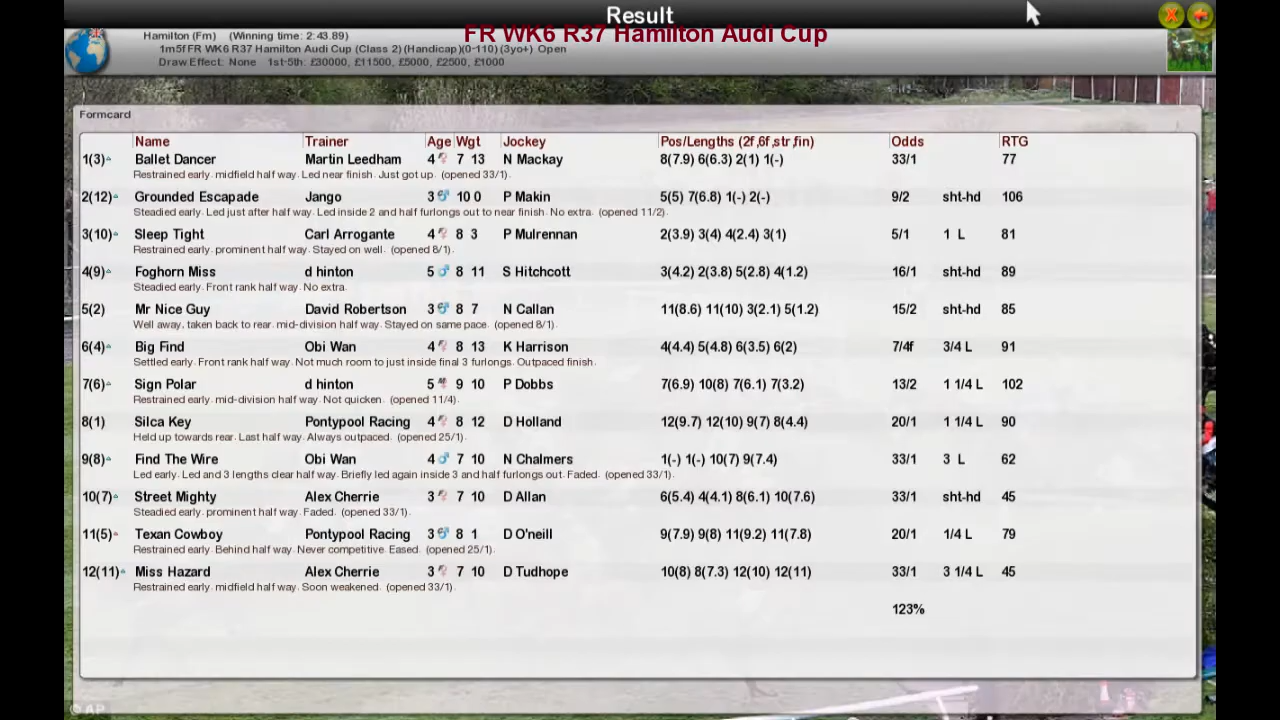 Result
FR WK6 R37 Hamilton Audi Cup
Hamilton (Fm) (Winning time: 2:43.89)
1m5f FR WK6 R37 Hamilton Audi Cup (Class 2) (Handicap) (0-110) (3yo+) Open
Draw Effect: None 1st-5th: £30000, £11500, £5000, £2500, £1000
Formcard
Name Trainer Age Wgt Jockey Pos/Lengths (2f,6f,str,fin) Odds RTG
1(3) Ballet Dancer Martin Leedham 4 7 13 N Mackay 8(7.9) 6(6.3) 2(1) 1(-) 33/1 77
Restrained early. midfield half way. Led near finish. Just got up. (opened 33/1).
2(12) Grounded Escapade Jango 3 10 0 P Makin 5(5) 7(6.8) 1(-) 2(-) 9/2 sht-hd 106
Steadied early. Led just after half way. Led inside 2 and half furlongs out to near finish. No extra. (opened 11/2).
3(10) Sleep Tight Carl Arrogante 4 8 3 P Mulrennan 2(3.9) 3(4) 4(2.4) 3(1) 5/1 1 L 81
Restrained early. prominent half way. Stayed on well. (opened 8/1).
4(9) Foghorn Miss d hinton 5 8 11 S Hitchcott 3(4.2) 2(3.8) 5(2.8) 4(1.2) 16/1 sht-hd 89
Steadied early. Front rank half way. No extra.
5(2) Mr Nice Guy David Robertson 3 8 7 N Callan 11(8.6) 11(10) 3(2.1) 5(1.2) 15/2 sht-hd 85
Well away, taken back to rear. mid-division half way. Stayed on same pace. (opened 8/1).
6(4) Big Find Obi Wan 4 8 13 K Harrison 4(4.4) 5(4.8) 6(3.5) 6(2) 7/4f 3/4 L 91
Settled early. Front rank half way. Not much room to just inside final 3 furlongs. Outpaced finish.
7(6) Sign Polar d hinton 5 9 10 P Dobbs 7(6.9) 10(8) 7(6.1) 7(3.2) 13/2 1 1/4 L 102
Restrained early. mid-division half way. Not quicken. (opened 11/4).
8(1) Silca Key Pontypool Racing 4 8 12 D Holland 12(9.7) 12(10) 9(7) 8(4.4) 20/1 1 1/4 L 90
Held up towards rear. Last half way. Always outpaced. (opened 25/1).
9(8) Find The Wire Obi Wan 4 7 10 N Chalmers 1(-) 1(-) 10(7) 9(7.4) 33/1 3 L 62
Led early. Led and 3 lengths clear half way. Briefly led again inside 3 and half furlongs out. Faded. (opened 33/1).
10(7) Street Mighty Alex Cherrie 3 7 10 D Allan 6(5.4) 4(4.1) 8(6.1) 10(7.6) 33/1 sht-hd 45
Steadied early. prominent half way. Faded. (opened 33/1).
11(5) Texan Cowboy Pontypool Racing 3 8 1 D O'neill 9(7.9) 9(8) 11(9.2) 11(7.8) 20/1 1/4 L 79
Restrained early. Behind half way. Never competitive. Eased. (opened 25/1).
12(11) Miss Hazard Alex Cherrie 3 7 10 D Tudhope 10(8) 8(7.3) 12(10) 12(11) 33/1 3 1/4 L 45
Restrained early. midfield half way. Soon weakened. (opened 33/1).
123%
© AP